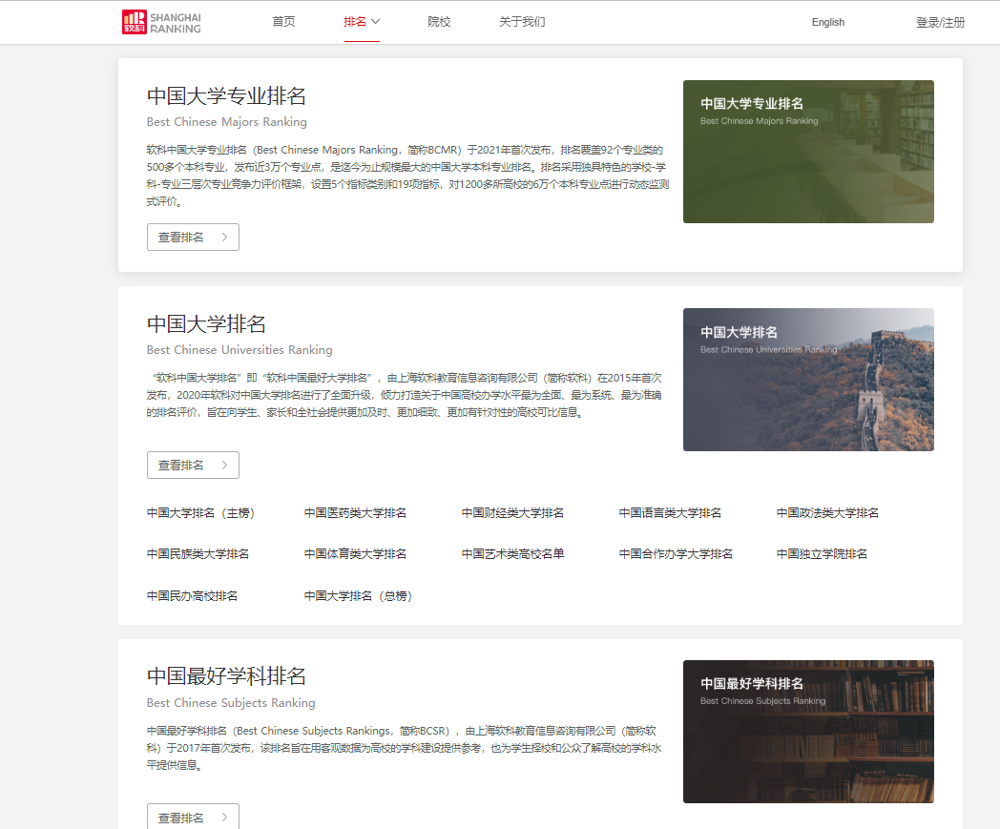 软科 SHANGHAI RANKING
首页 排名 院校 关于我们 English 登录/注册
中国大学专业排名
Best Chinese Majors Ranking
软科中国大学专业排名（Best Chinese Majors Ranking，简称BCMR）于2021年首次发布，排名覆盖92个专业类的
500多个本科专业，发布近3万个专业点，是迄今为止规模最大的中国大学本科专业排名。排名采用独具特色的学校-学
科-专业三层次专业竞争力评价框架，设置5个指标类别和19项指标，对1200多所高校的6万个本科专业点进行动态监测
式评价。
查看排名
中国大学专业排名
Best Chinese Majors Ranking
中国大学排名
Best Chinese Universities Ranking
“软科中国大学排名”即“软科中国最好大学排名”，由上海软科教育信息咨询有限公司（简称软科）在2015年首次
发布，2020年软科对中国大学排名进行了全面升级，倾力打造关于中国高校办学水平最为全面、最为系统、最为准确
的排名评价，旨在向学生、家长和全社会提供更加及时、更加细致、更加有针对性的高校可比信息。
查看排名
中国大学排名
Best Chinese Universities Ranking
中国大学排名（主榜） 中国医药类大学排名 中国财经类大学排名 中国语言类大学排名 中国政法类大学排名
中国民族类大学排名 中国体育类大学排名 中国艺术类高校名单 中国合作办学大学排名 中国独立学院排名
中国民办高校排名 中国大学排名（总榜）
中国最好学科排名
Best Chinese Subjects Ranking
中国最好学科排名（Best Chinese Subjects Rankings，简称BCSR），由上海软科教育信息咨询有限公司（简称软
科）于2017年首次发布，该排名旨在用客观数据为高校的学科建设提供参考，也为学生择校和公众了解高校的学科水
平提供信息。
查看排名
中国最好学科排名
Best Chinese Subjects Ranking